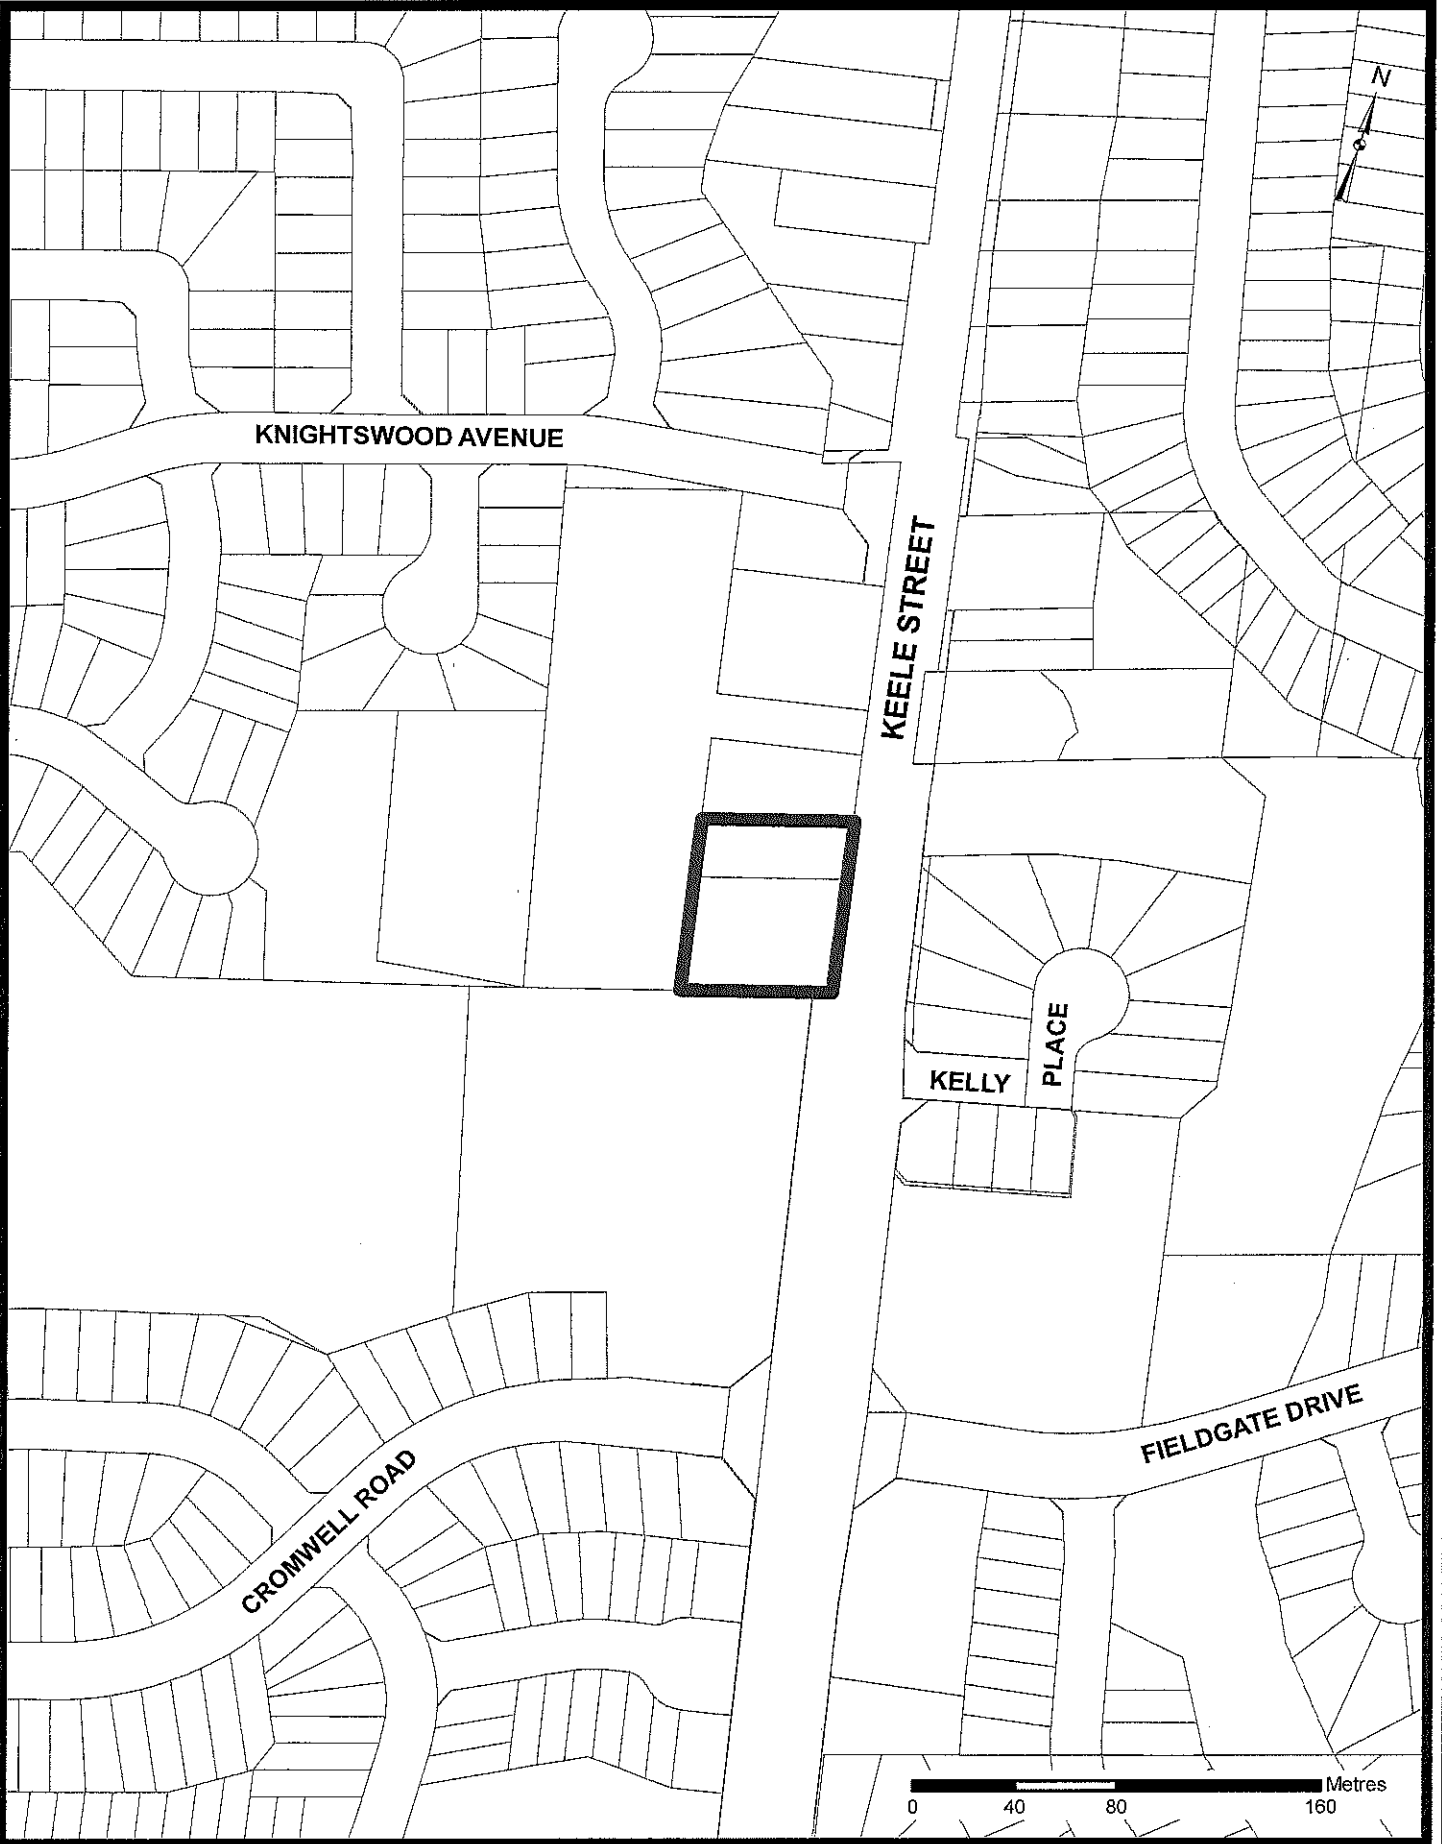 N
KNIGHTSWOOD AVENUE
KEELE STREET
PLACE
KELLY
FIELDGATE DRIVE
CROMWELL ROAD
Metres
0 40 80 160